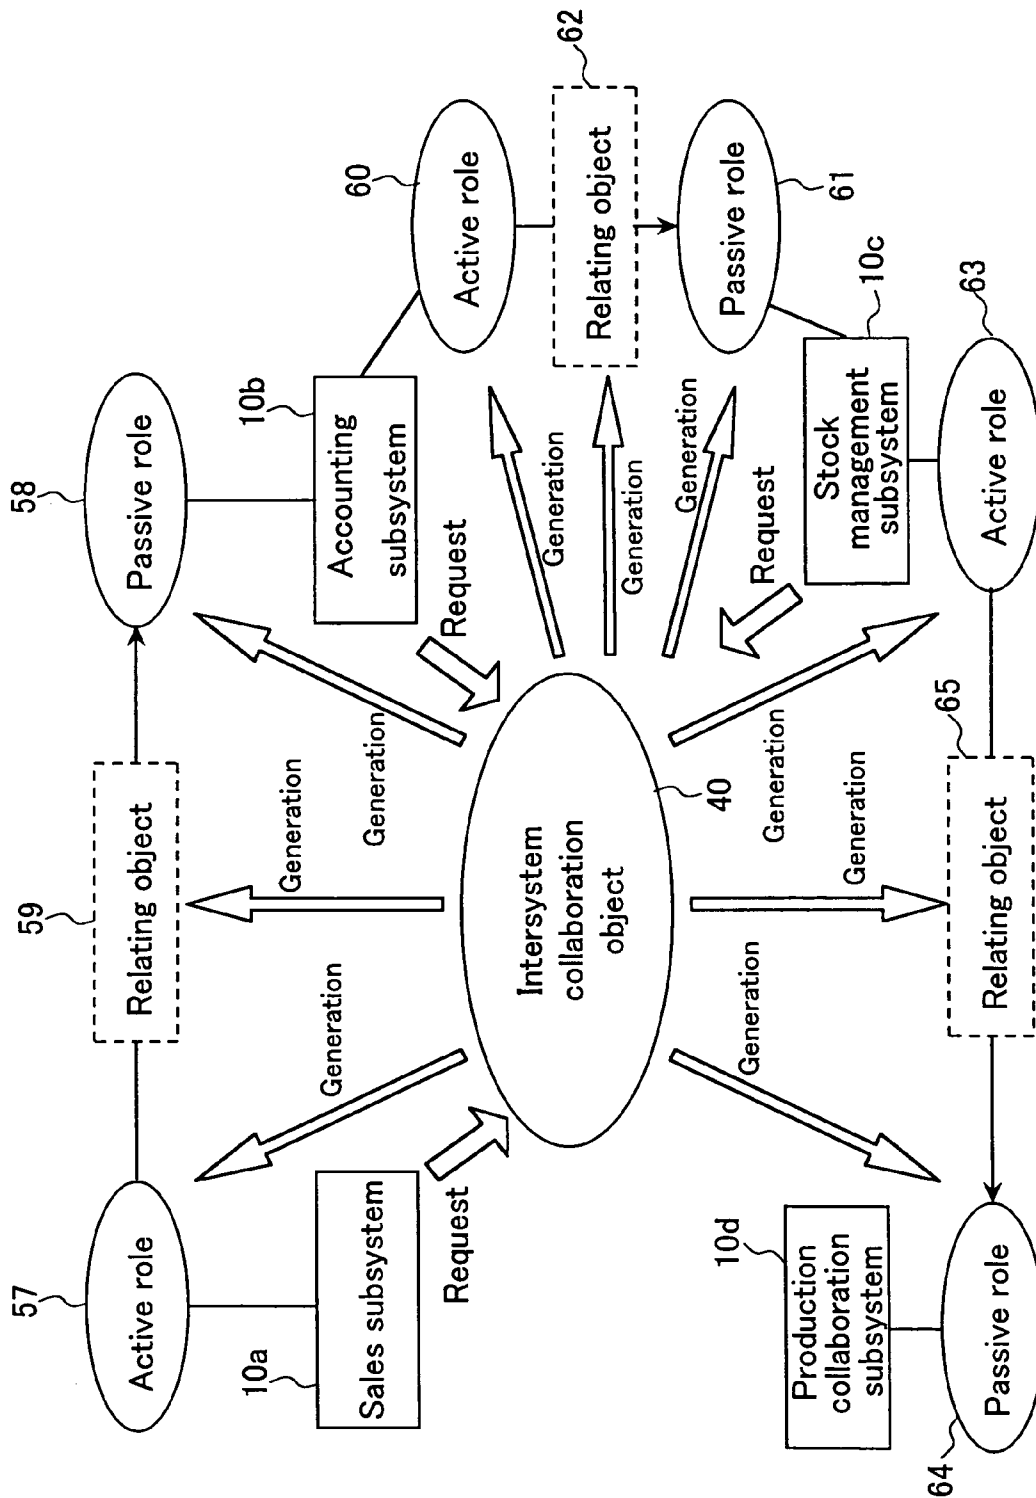 57
59
58
Active role
Relating object
Passive role
10a
10b
Generation
Generation
Generation
Sales subsystem
Accounting
subsystem
60
Request
Request
Active role
Generation
62
Intersystem
collaboration
object
Relating object
Generation
Generation
40
Passive role
61
Request
10d
Generation
Generation
Generation
10c
Production
collaboration
subsystem
Stock
management
subsystem
64
65
63
Passive role
Relating object
Active role